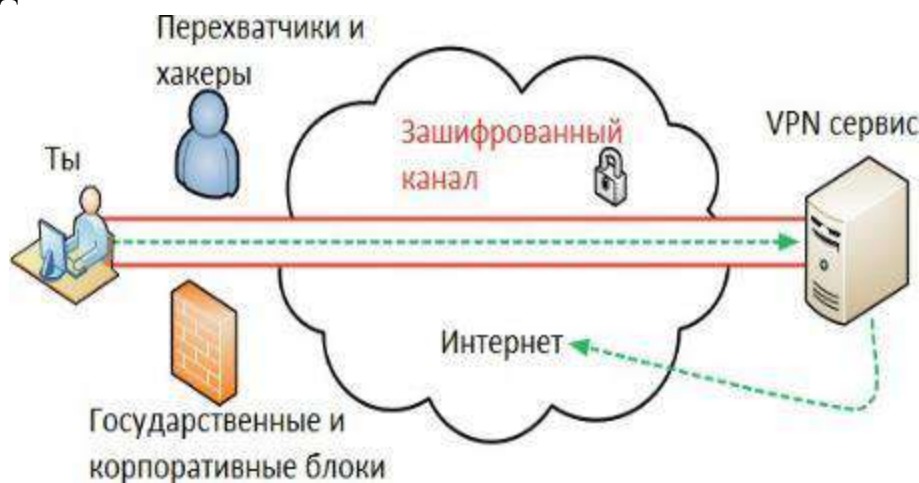 Перехватчики и
хакеры
Ты
Зашифрованный
канал
VPN сервис
Интернет
Государственные и
корпоративные блоки